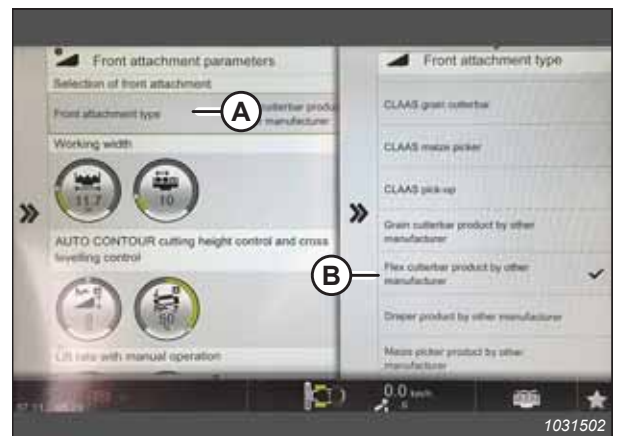 Front attachment parameters
Selection of front attachment
Front attachment type
A
cutterbar produ
manufacturer
Working width
11.7
10
AUTO CONTOUR cutting height control and cross
levelling control
50
Lift rate with manual operation
Front attachment type
CLAAS grain cutterbar
CLAAS maize picker
CLAAS pick-up
Grain cutterbar product by other
manufacturer
B
Flex cutterbar product by other
manufacturer
Draper product by other manufacturer
Maize picker product by other
manufacturer
0.0 km/h
1031502